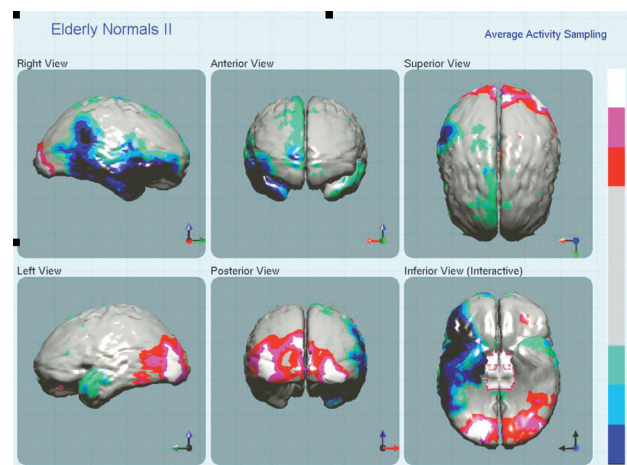 Elderly Normals II
Average Activity Sampling
Right View
Anterior View
Superior View
Left View
Posterior View
Inferior View (Interactive)